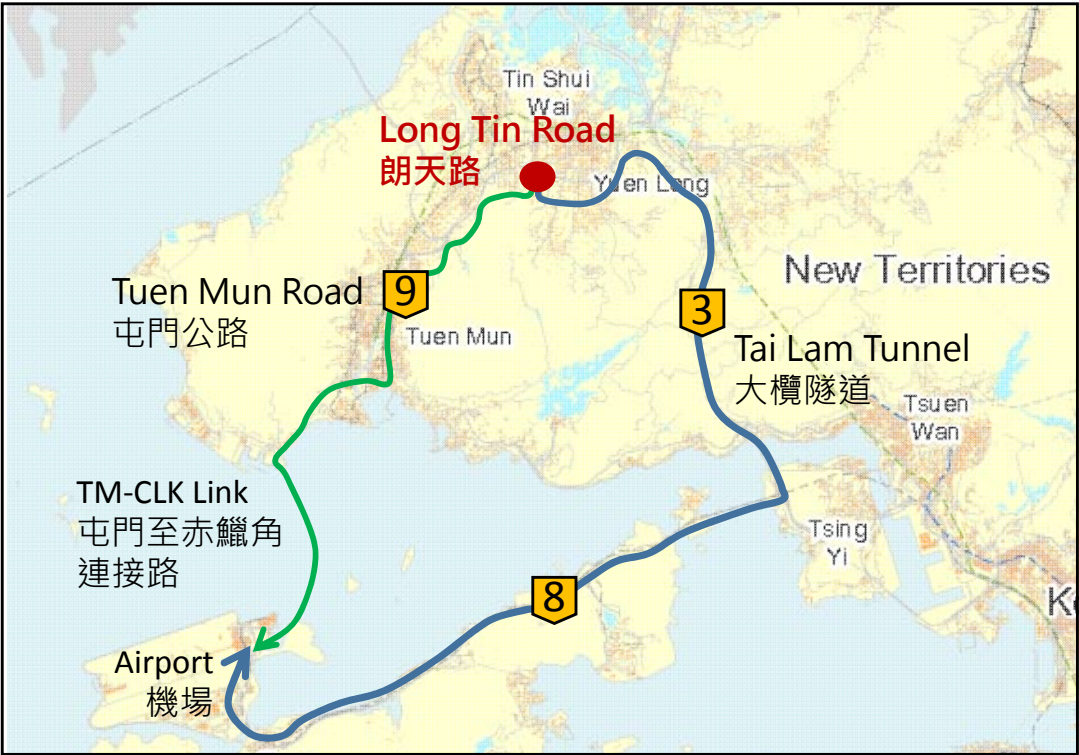 Tin Shui
Wai
Long Tin Road
朗天路
Yuen Long
New Territories
Tuen Mun Road
屯門公路
9
3
Tuen Mun
Tai Lam Tunnel
大欖隧道
Tsuen
Wan
TM-CLK Link
屯門至赤鱲角
連接路
Tsing
Yi
8
Airport
機場